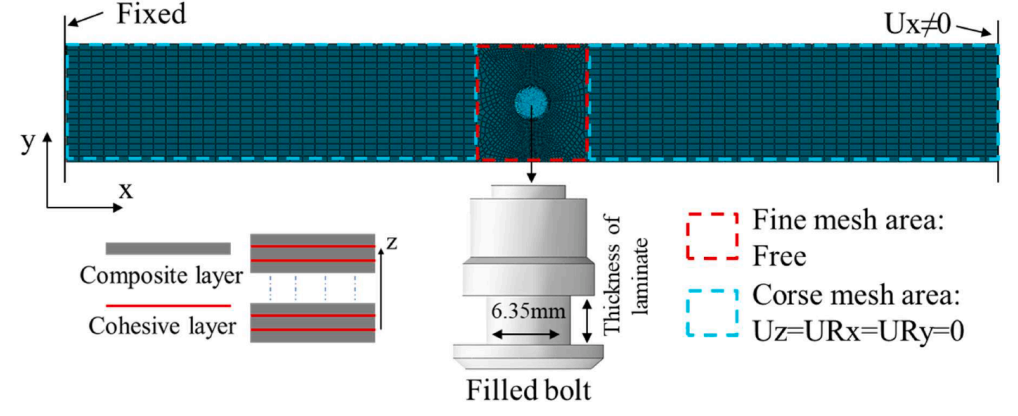 Fixed
Ux≠0
y
x
z
Composite layer
Cohesive layer
6.35mm
Thickness of
laminate
Filled bolt
Fine mesh area:
Free
Corse mesh area:
Uz=URx=URy=0